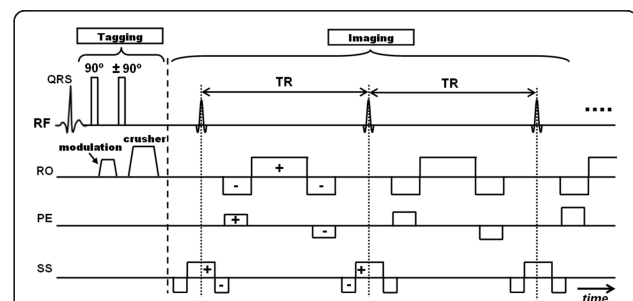 Tagging
Imaging
90º ± 90º
QRS
TR
TR
RF
....
modulation
crusher
RO
-
+
-
PE
+
-
SS
+
-
-
+
time